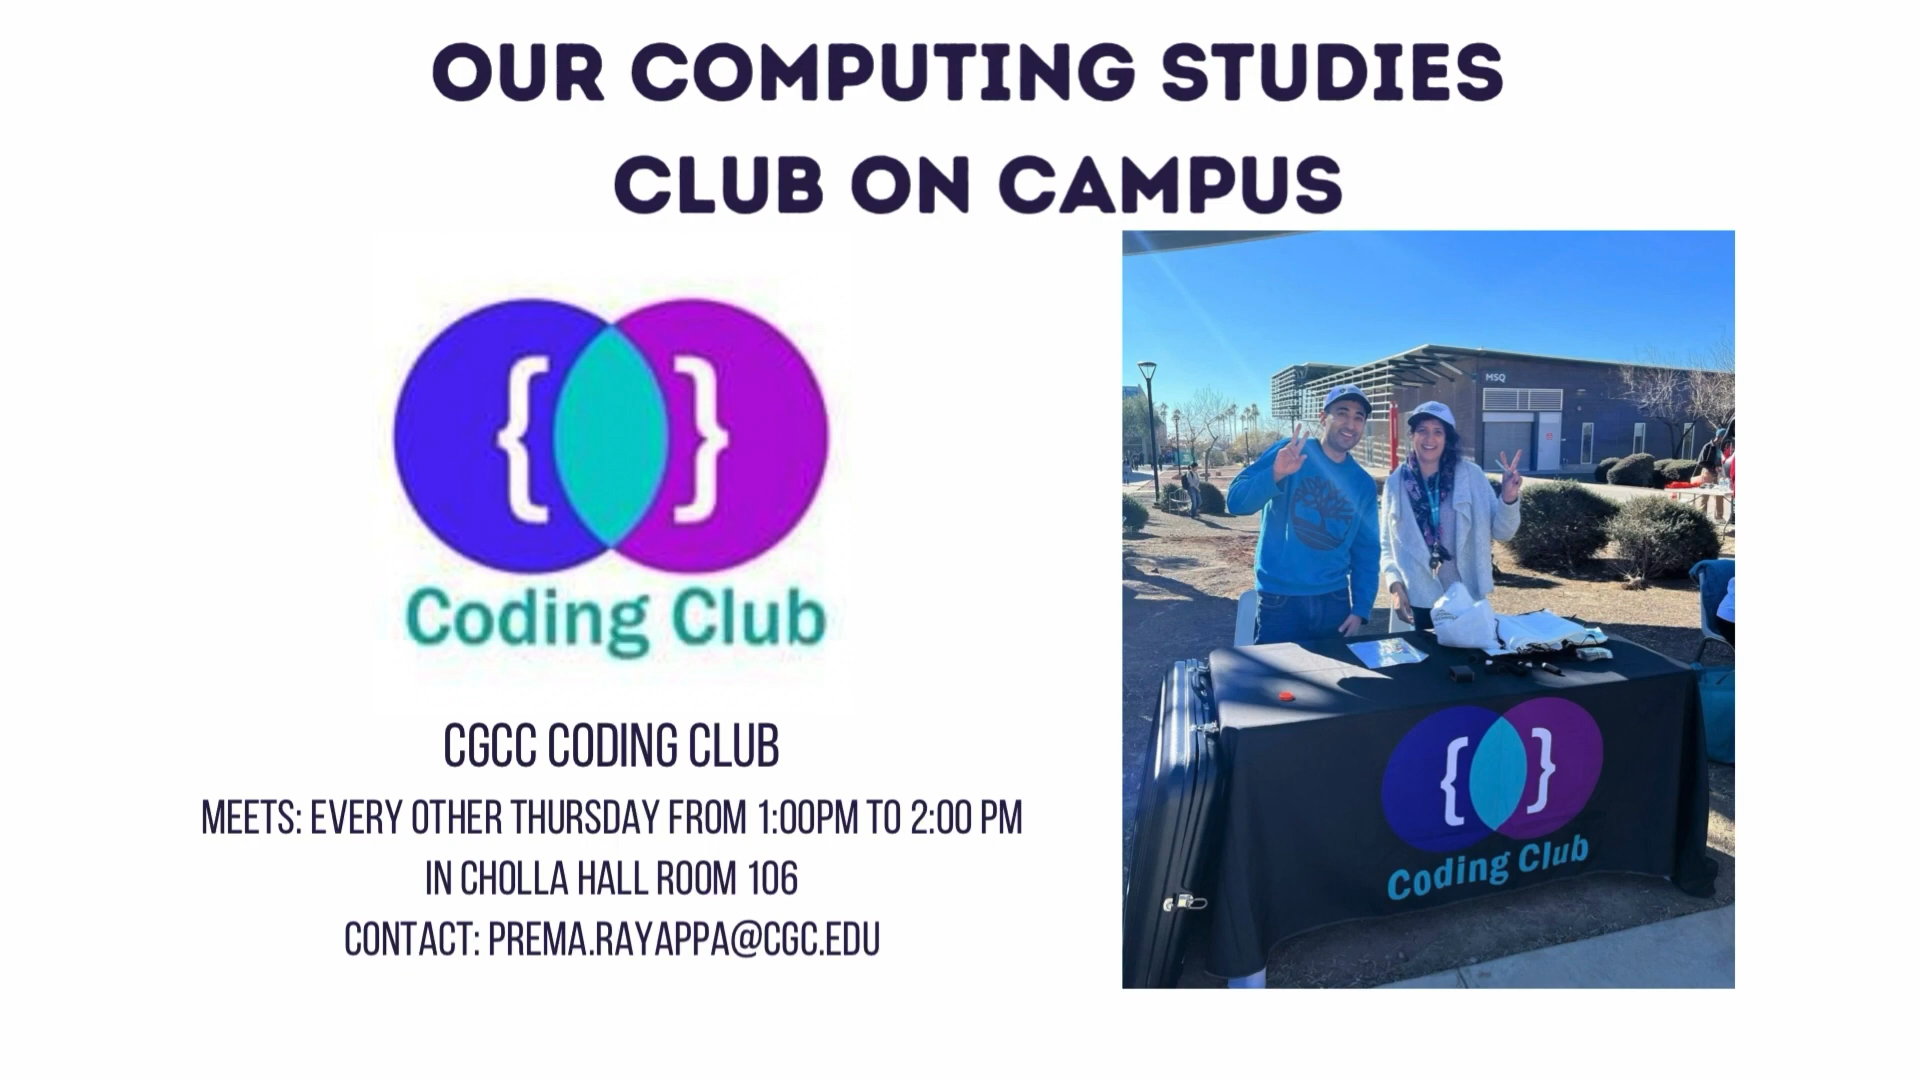 OUR COMPUTING STUDIES
CLUB ON CAMPUS
{ }
Coding Club
CGCC CODING CLUB
MEETS: EVERY OTHER THURSDAY FROM 1:00PM TO 2:00 PM
IN CHOLLA HALL ROOM 106
CONTACT: PREMA.RAYAPPA@CGC.EDU
MSQ
{ }
Coding Club